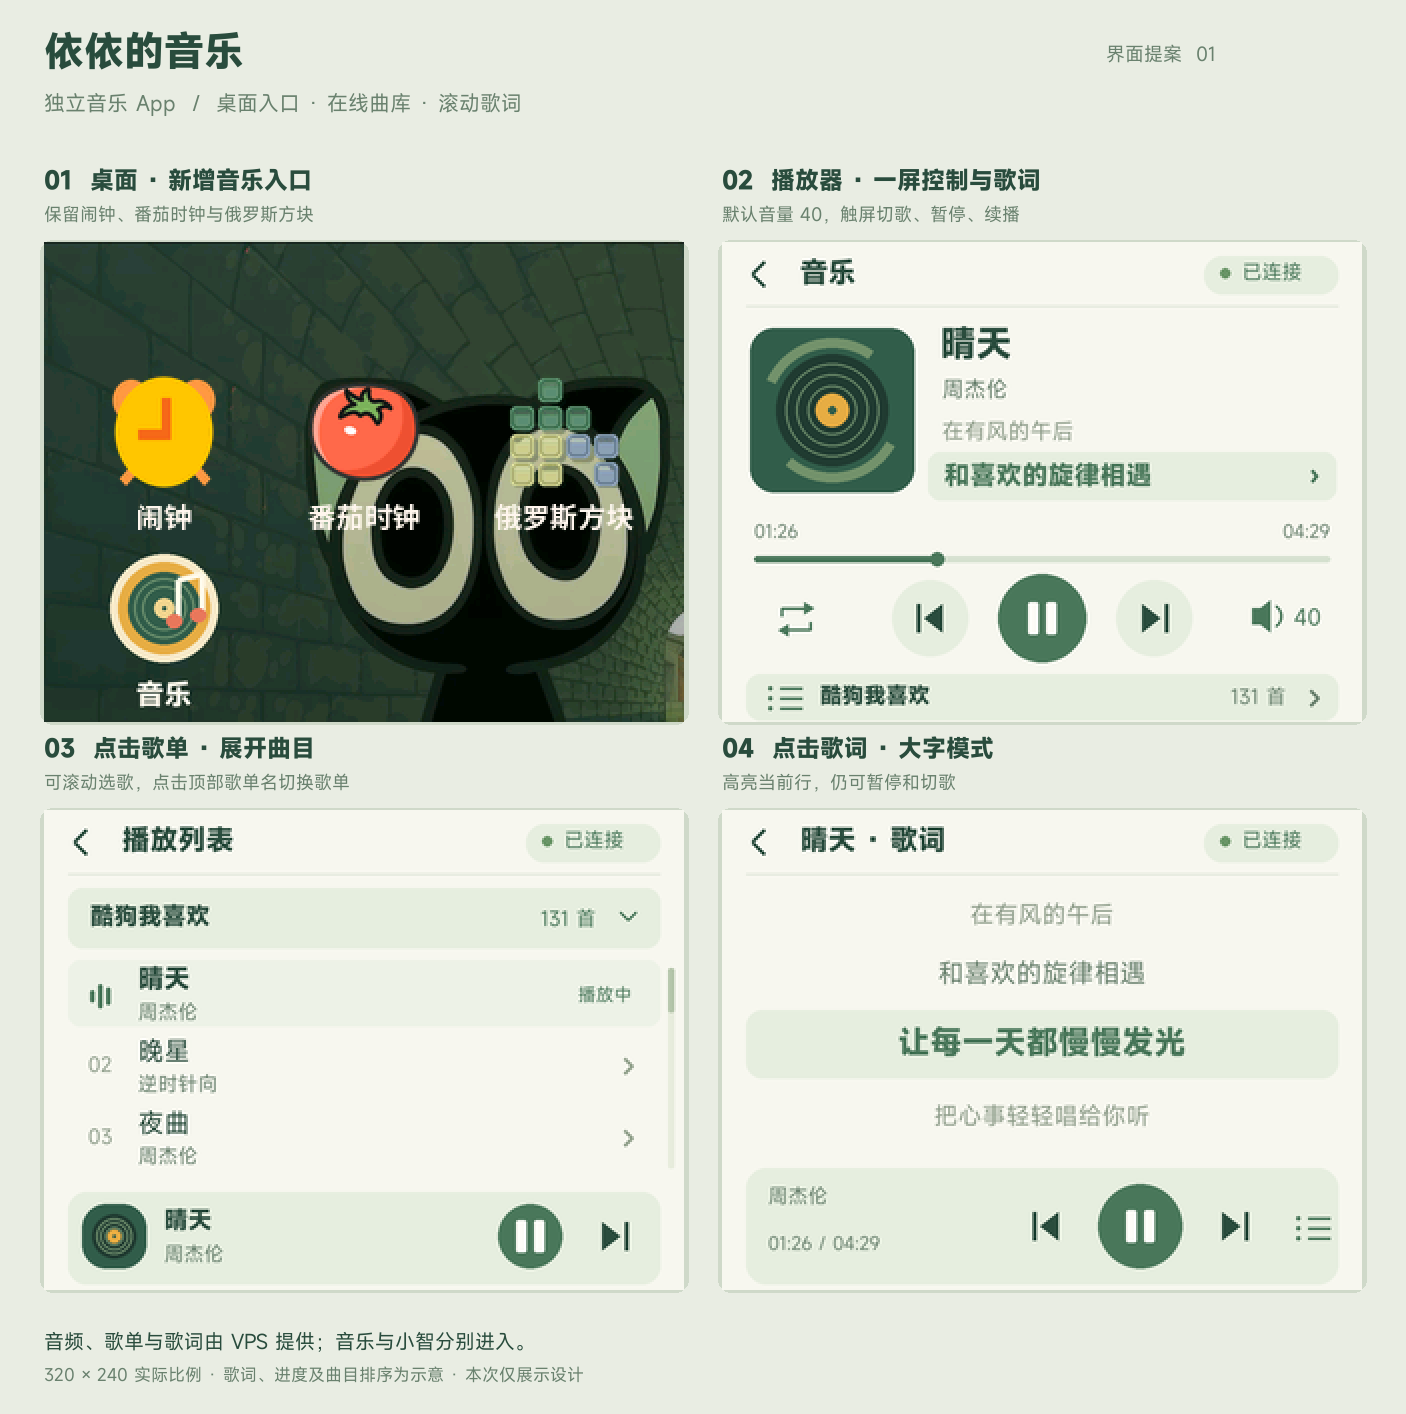 依依的音乐
界面提案 01
独立音乐 App / 桌面入口 · 在线曲库 · 滚动歌词
01 桌面 · 新增音乐入口
保留闹钟、番茄时钟与俄罗斯方块
闹钟
番茄时钟
俄罗斯方块
音乐
02 播放器 · 一屏控制与歌词
默认音量 40，触屏切歌、暂停、续播
音乐
已连接
晴天
周杰伦
在有风的午后
和喜欢的旋律相遇
01:26
04:29
40
酷狗我喜欢
131 首
03 点击歌单 · 展开曲目
可滚动选歌，点击顶部歌单名切换歌单
播放列表
已连接
酷狗我喜欢
131 首
晴天
周杰伦
播放中
02
晚星
逆时针向
03
夜曲
周杰伦
晴天
周杰伦
04 点击歌词 · 大字模式
高亮当前行，仍可暂停和切歌
晴天 · 歌词
已连接
在有风的午后
和喜欢的旋律相遇
让每一天都慢慢发光
把心事轻轻唱给你听
周杰伦
01:26 / 04:29
音频、歌单与歌词由 VPS 提供；音乐与小智分别进入。
320 × 240 实际比例 · 歌词、进度及曲目排序为示意 · 本次仅展示设计